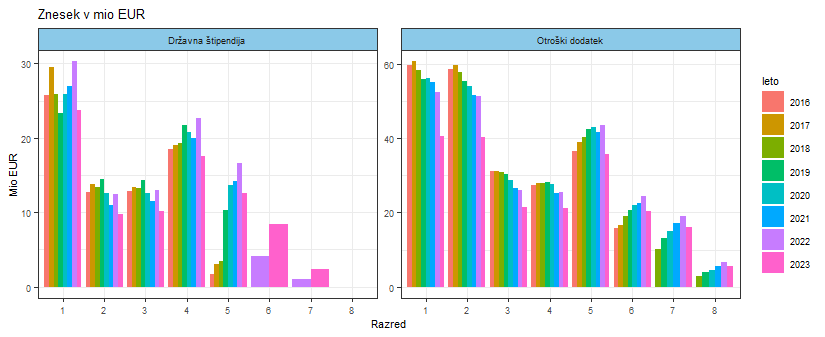 Znesek v mio EUR
Državna štipendija
Otroški dodatek
Mio EUR
30
20
10
0
60
40
20
0
1 2 3 4 5 6 7 8
1 2 3 4 5 6 7 8
Razred
leto
2016
2017
2018
2019
2020
2021
2022
2023